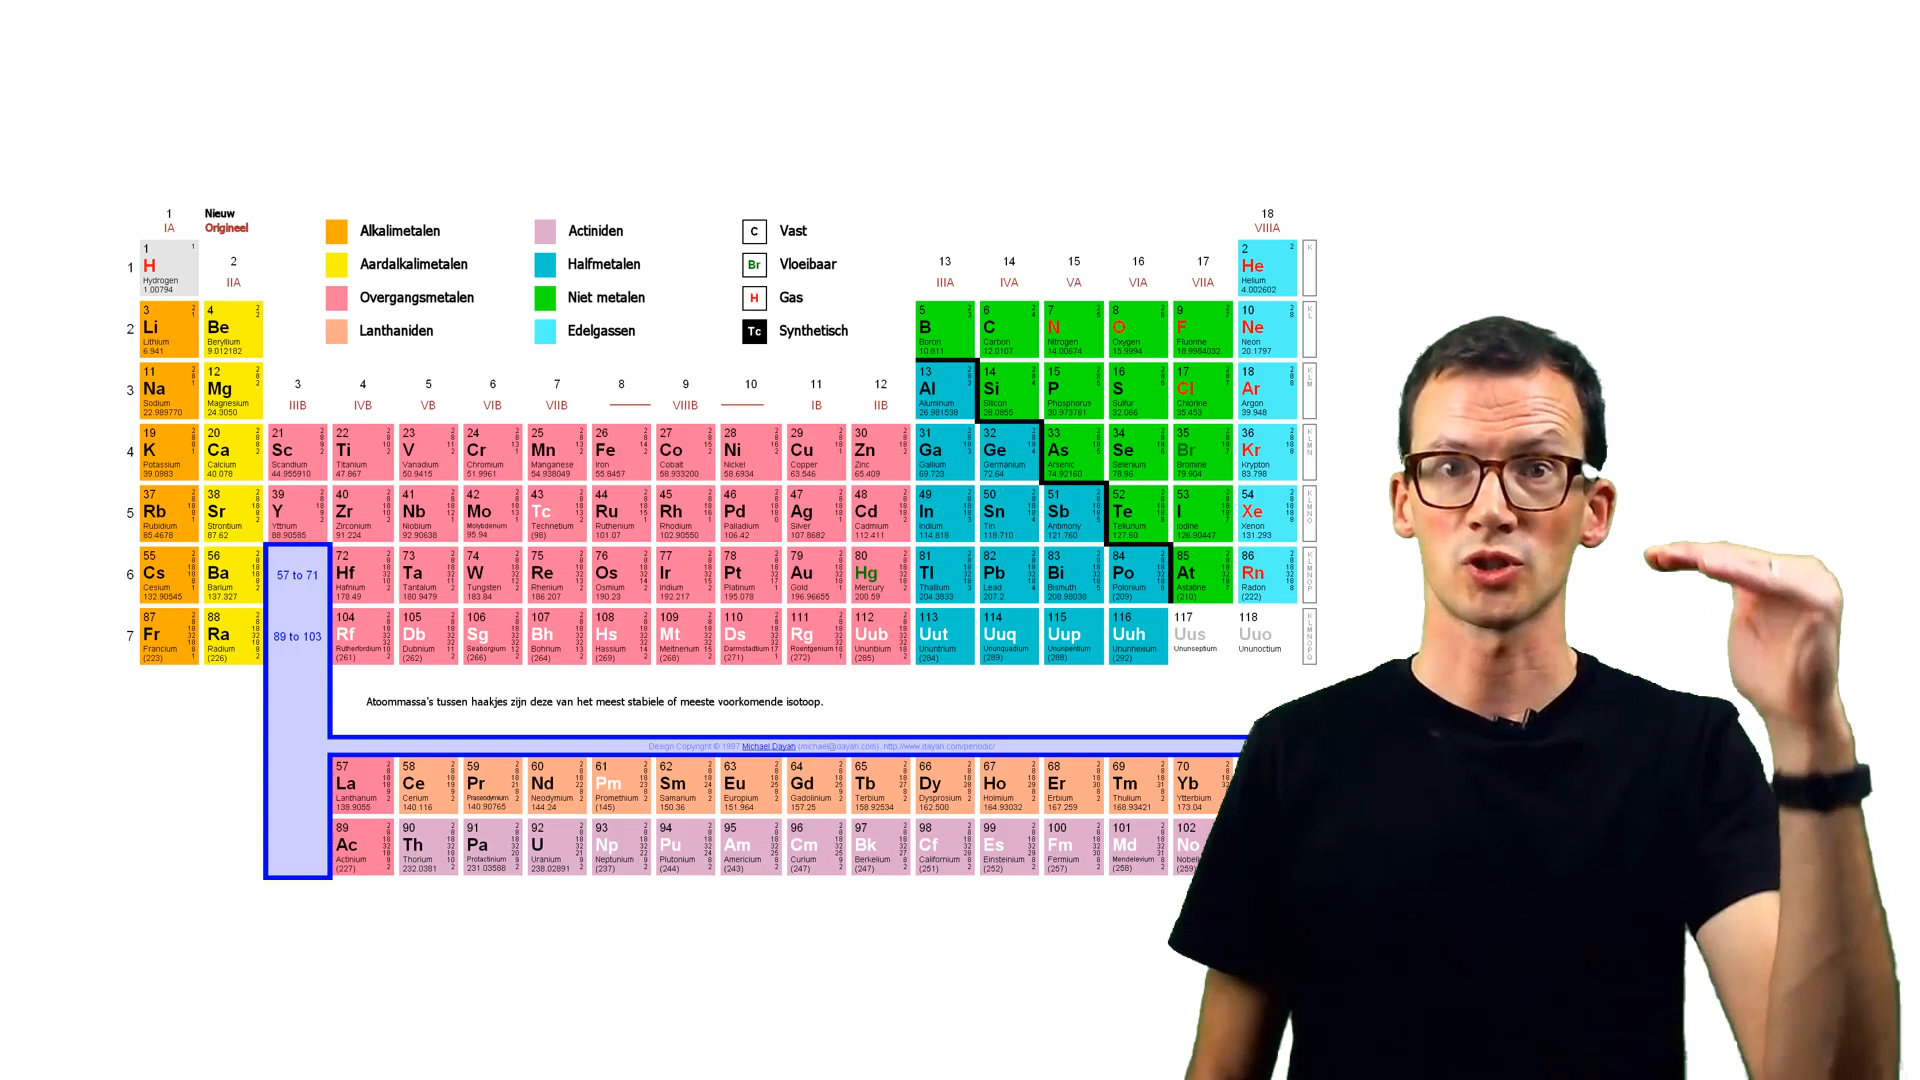 1
IA
Nieuw
Origineel
2
IIA
18
VIIIA
Alkalimetalen
Aardalkalimetalen
Overgangsmetalen
Lanthaniden
Actiniden
Halfmetalen
Niet metalen
Edelgassen
C Vast
Br Vloeibaar
H Gas
Tc Synthetisch
13 14 15 16 17
IIIA IVA VA VIA VIIA
3 4 5 6 7 8 9 10 11 12
IIIB IVB VB VIB VIIB VIIIB IB IIB
1
1 H Hydrogen 1.00794
2 He Helium 4.002602
2
3 Li Lithium 6.941
4 Be Beryllium 9.012182
5 B Boron 10.811
6 C Carbon 12.0107
7 N Nitrogen 14.00674
8 O Oxygen 15.9994
9 F Fluorine 18.9984032
10 Ne Neon 20.1797
3
11 Na Sodium 22.989770
12 Mg Magnesium 24.3050
13 Al Aluminum 26.981538
14 Si Silicon 28.0855
15 P Phosphorus 30.973761
16 S Sulfur 32.066
17 Cl Chlorine 35.453
18 Ar Argon 39.948
4
19 K Potassium 39.0983
20 Ca Calcium 40.078
21 Sc Scandium 44.955910
22 Ti Titanium 47.867
23 V Vanadium 50.9415
24 Cr Chromium 51.9961
25 Mn Manganese 54.938049
26 Fe Iron 55.8457
27 Co Cobalt 58.933200
28 Ni Nickel 58.6934
29 Cu Copper 63.546
30 Zn Zinc 65.409
31 Ga Gallium 69.723
32 Ge Germanium 72.64
33 As Arsenic 74.92160
34 Se Selenium 78.96
35 Br Bromine 79.904
36 Kr Krypton 83.798
5
37 Rb Rubidium 85.4678
38 Sr Strontium 87.62
39 Y Yttrium 88.90585
40 Zr Zirconium 91.224
41 Nb Niobium 92.90638
42 Mo Molybdenum 95.94
43 Tc Technetium (98)
44 Ru Ruthenium 101.07
45 Rh Rhodium 102.90550
46 Pd Palladium 106.42
47 Ag Silver 107.8682
48 Cd Cadmium 112.411
49 In Indium 114.818
50 Sn Tin 118.710
51 Sb Antimony 121.760
52 Te Tellurium 127.60
53 I Iodine 126.90447
54 Xe Xenon 131.293
6
55 Cs Cesium 132.90545
56 Ba Barium 137.327
57 to 71
72 Hf Hafnium 178.49
73 Ta Tantalum 180.9479
74 W Tungsten 183.84
75 Re Rhenium 186.207
76 Os Osmium 190.23
77 Ir Iridium 192.217
78 Pt Platinum 195.078
79 Au Gold 196.96655
80 Hg Mercury 200.59
81 Tl Thallium 204.3833
82 Pb Lead 207.2
83 Bi Bismuth 208.98038
84 Po Polonium (209)
85 At Astatine (210)
86 Rn Radon (222)
7
87 Fr Francium (223)
88 Ra Radium (226)
89 to 103
104 Rf Rutherfordium (261)
105 Db Dubnium (262)
106 Sg Seaborgium (266)
107 Bh Bohrium (264)
108 Hs Hassium (269)
109 Mt Meitnerium (268)
110 Ds Darmstadtium (271)
111 Rg Roentgenium (272)
112 Uub Ununbium (285)
113 Uut Ununtrium (284)
114 Uuq Ununquadium (289)
115 Uup Ununpentium (288)
116 Uuh Ununhexium (292)
117 Uus Ununseptium
118 Uuo Ununoctium
Atoommassa's tussen haakjes zijn deze van het meest stabiele of meeste voorkomende isotoop.
Design Copyright © 1997 Michael Dayah (michael@dayah.com). http://www.dayah.com/periodic/
57 La Lanthanum 138.9055
58 Ce Cerium 140.116
59 Pr Praseodymium 140.90765
60 Nd Neodymium 144.24
61 Pm Promethium (145)
62 Sm Samarium 150.36
63 Eu Europium 151.964
64 Gd Gadolinium 157.25
65 Tb Terbium 158.92534
66 Dy Dysprosium 162.500
67 Ho Holmium 164.93032
68 Er Erbium 167.259
69 Tm Thulium 168.93421
70 Yb Ytterbium 173.04
89 Ac Actinium (227)
90 Th Thorium 232.0381
91 Pa Protactinium 231.03588
92 U Uranium 238.02891
93 Np Neptunium (237)
94 Pu Plutonium (244)
95 Am Americium (243)
96 Cm Curium (247)
97 Bk Berkelium (247)
98 Cf Californium (251)
99 Es Einsteinium (252)
100 Fm Fermium (257)
101 Md Mendelevium (258)
102 No (259)